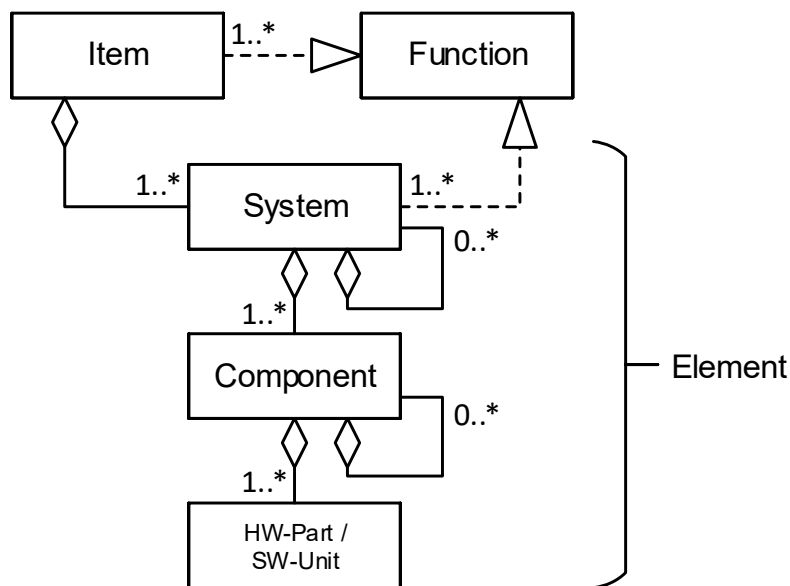 Item
1..*
Function
1..*
System
1..*
0..*
1..*
Component
0..*
Element
1..*
HW-Part /
SW-Unit